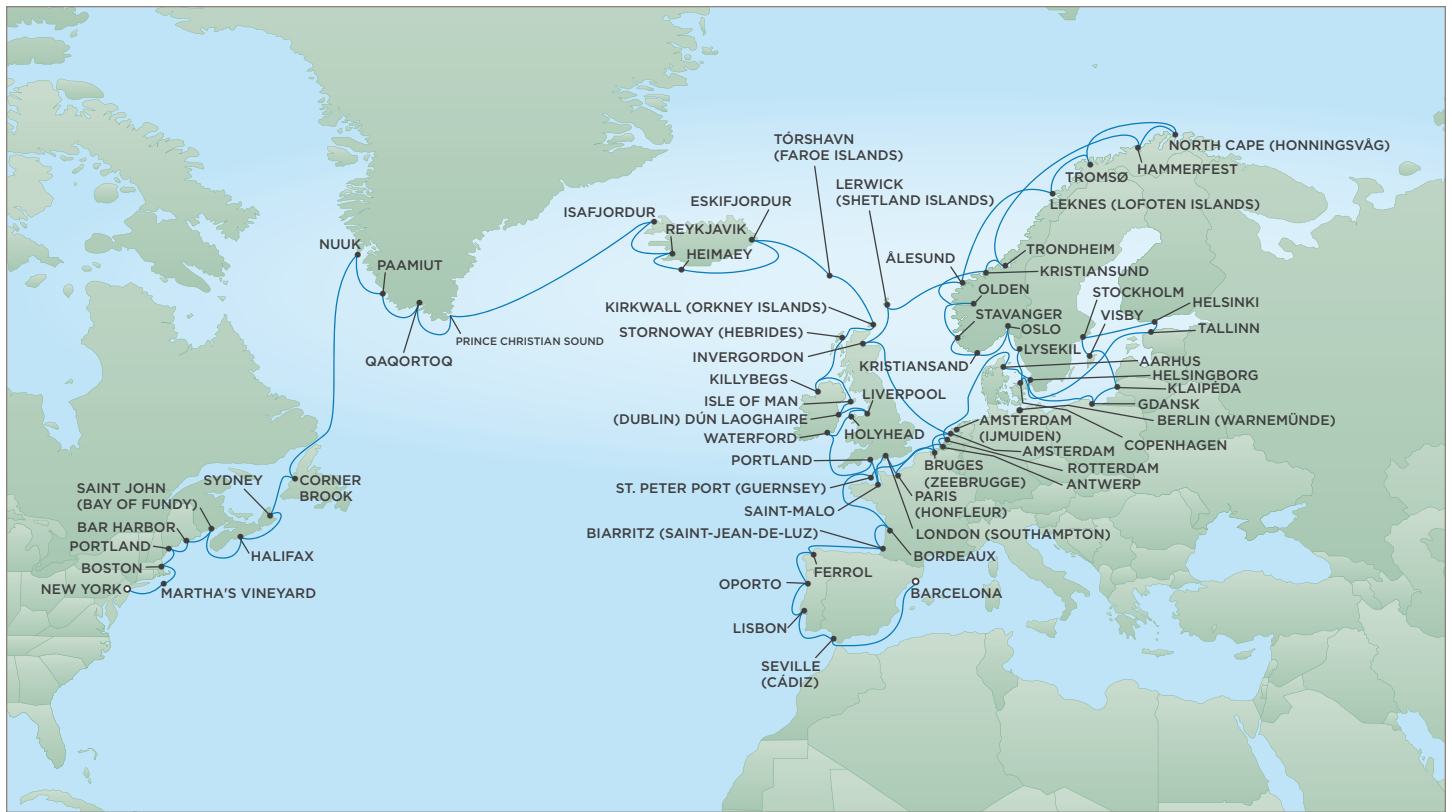 TÓRSHAVN
(FAROE ISLANDS)
NORTH CAPE (HONNINGSVÅG)
HAMMERFEST
TROMSØ
LERWICK
(SHETLAND ISLANDS)
LEKNES (LOFOTEN ISLANDS)
ESKIFJORDUR
ISAFJORDUR
REYKJAVIK
HEIMAEY
NUUK
PAAMIUT
TRONDHEIM
ÅLESUND
KRISTIANSUND
OLDEN
STOCKHOLM
HELSINKI
KIRKWALL (ORKNEY ISLANDS)
STAVANGER
VISBY
OSLO
TALLINN
STORNOWAY (HEBRIDES)
PRINCE CHRISTIAN SOUND
LYSEKIL
INVERGORDON
QAQORTOQ
KRISTIANSAND
AARHUS
HELSINGBORG
KILLYBEGS
KLAIPÉDA
LIVERPOOL
ISLE OF MAN
GDANSK
(DUBLIN) DÚN LAOGHAIRE
AMSTERDAM
(IJMUIDEN)
BERLIN (WARNEMÜNDE)
WATERFORD
HOLYHEAD
COPENHAGEN
AMSTERDAM
PORTLAND
BRUGES
(ZEEBRUGGE)
ROTTERDAM
ANTWERP
ST. PETER PORT (GUERNSEY)
PARIS
(HONFLEUR)
SAINT-MALO
BIARRITZ (SAINT-JEAN-DE-LUZ)
LONDON (SOUTHAMPTON)
BORDEAUX
SYDNEY
CORNER
BROOK
SAINT JOHN
(BAY OF FUNDY)
BAR HARBOR
PORTLAND
HALIFAX
BOSTON
NEW YORK
MARTHA'S VINEYARD
FERROL
OPORTO
BARCELONA
LISBON
SEVILLE
(CÁDIZ)